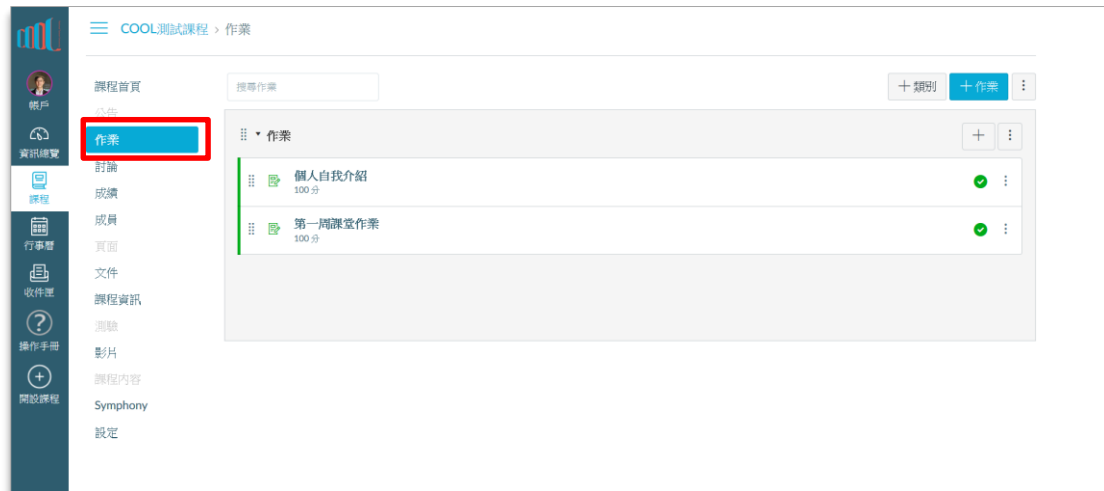 COOL
COOL測試課程 › 作業
帳戶
資訊總覽
課程
行事曆
收件匣
操作手冊
開設課程
課程首頁
公告
作業
討論
成績
成員
頁面
文件
課程資訊
測驗
影片
課程內容
Symphony
設定
搜尋作業
＋類別
＋作業
作業
個人自我介紹
100 分
第一周課堂作業
100 分